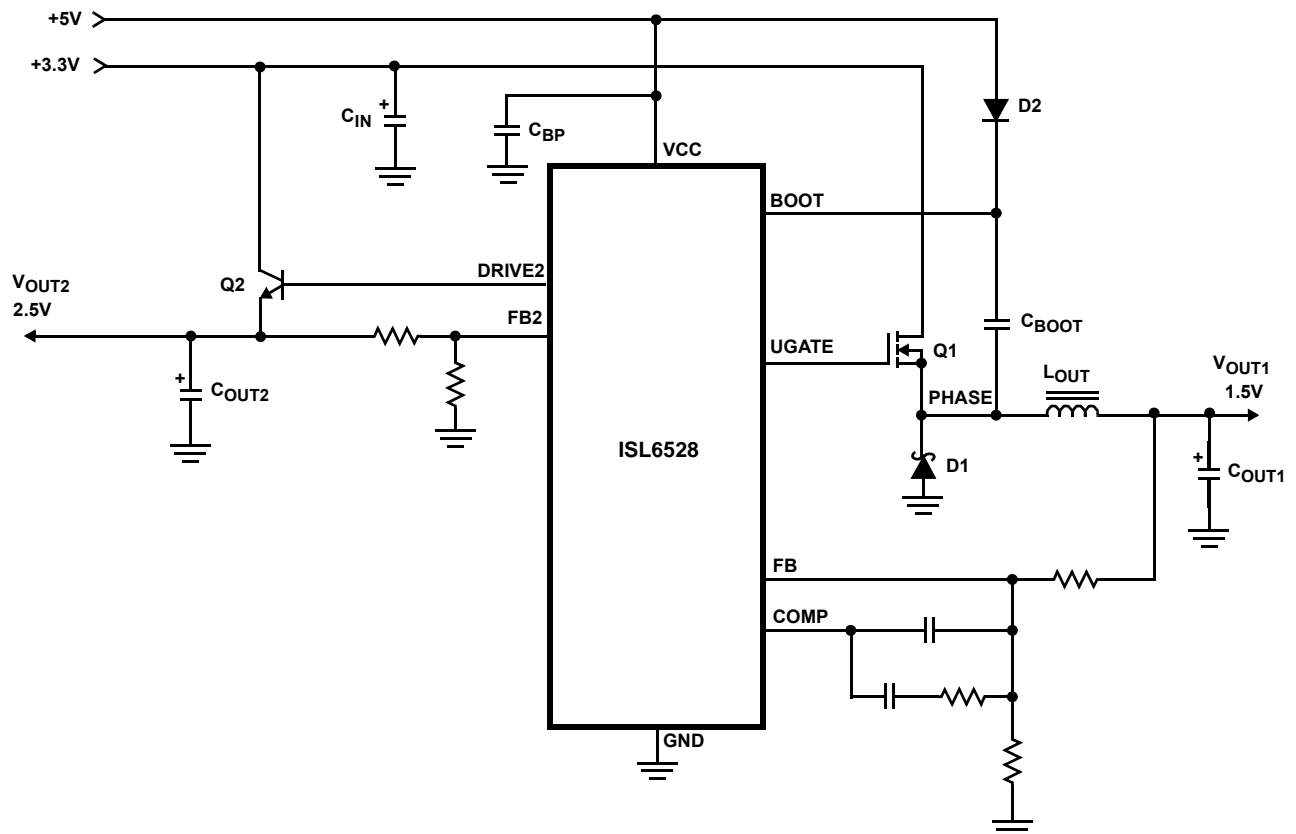 +5V
+3.3V
+
CIN
CBP
VCC
D2
BOOT
DRIVE2
Q2
VOUT2
2.5V
FB2
CBOOT
UGATE
Q1
LOUT
VOUT1
1.5V
PHASE
+
COUT2
ISL6528
D1
+
COUT1
FB
COMP
GND